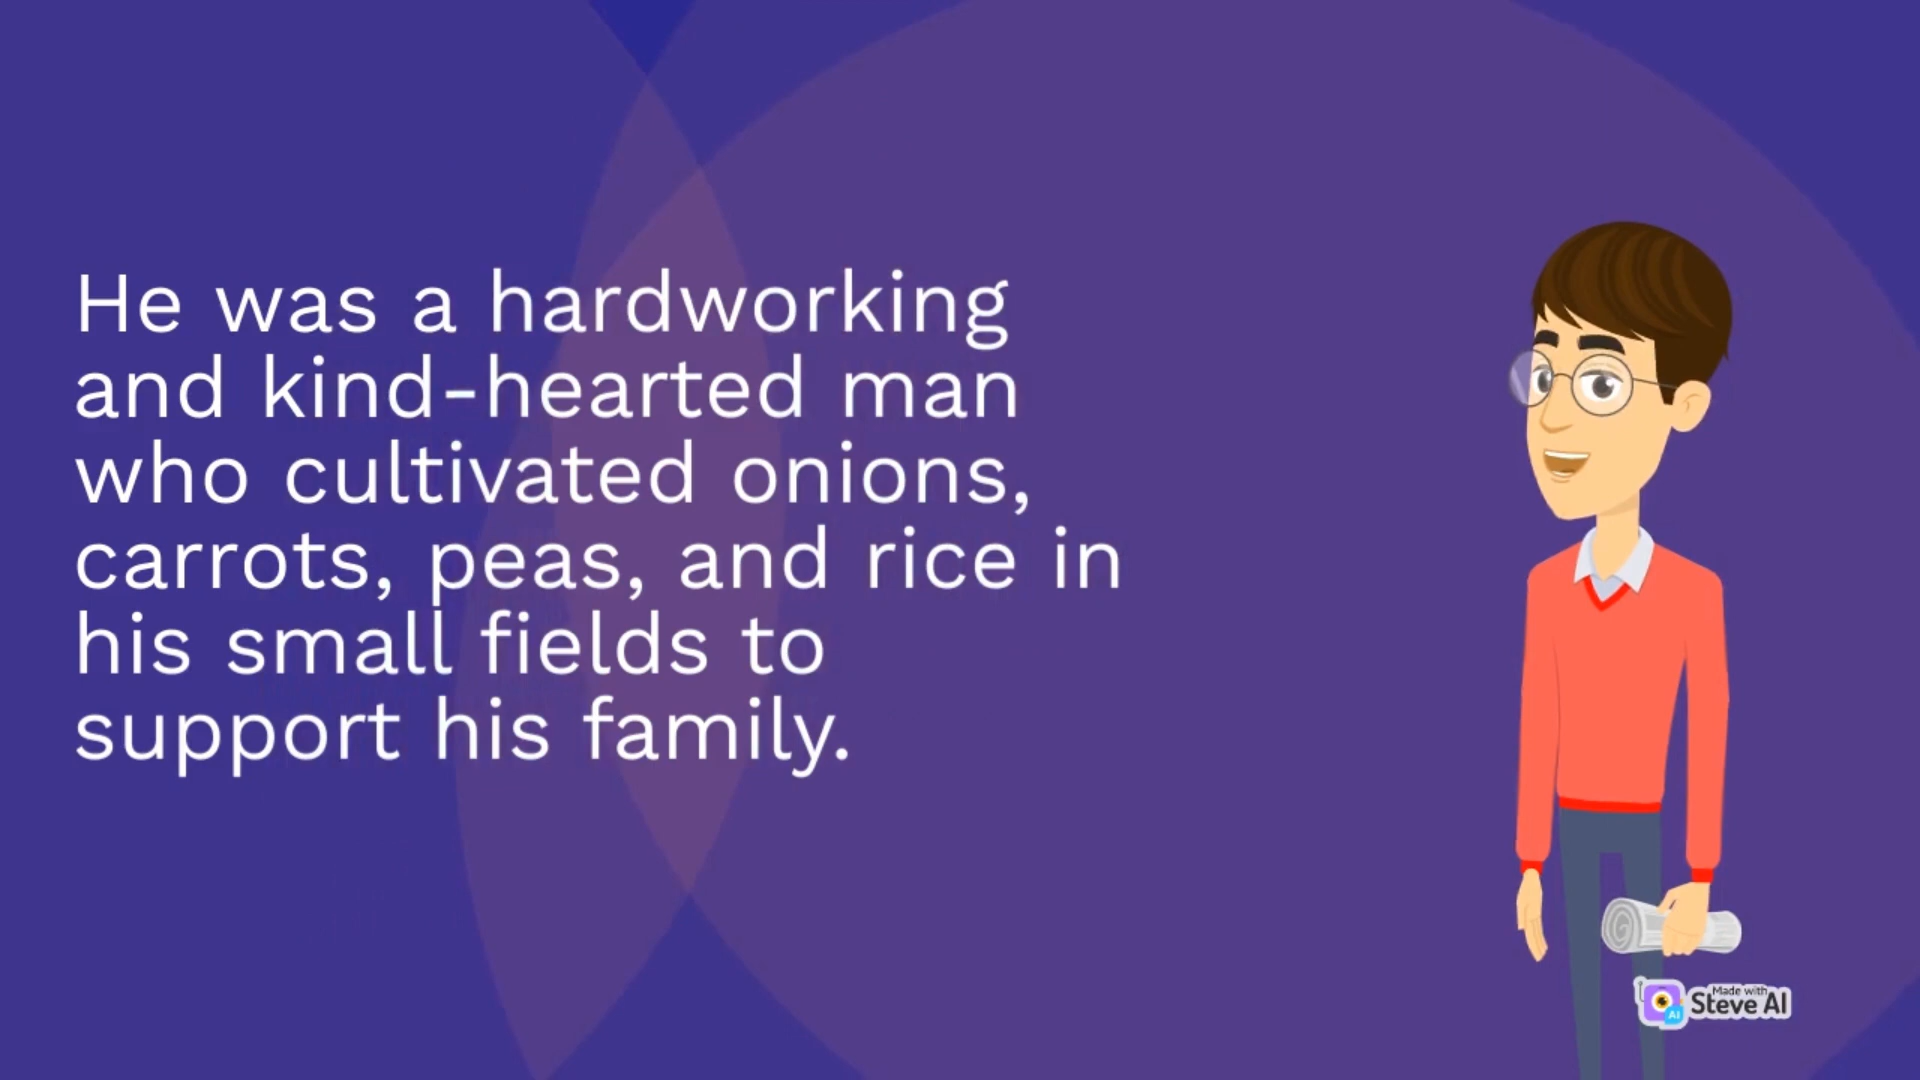 He was a hardworking
and kind-hearted man
who cultivated onions,
carrots, peas, and rice in
his small fields to
support his family.
Made with
Steve AI
AI